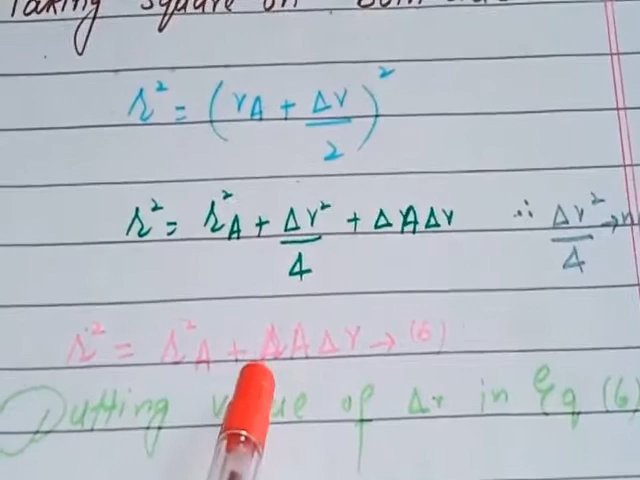 Taking square on both
r² = (rA + Δr/2)²
r² = r²A + Δr²/4 + ΔAΔr ∴ Δr²/4 → n
r² = r²A + ΔAΔr → (6)
Putting value of Δr in Eq (6)